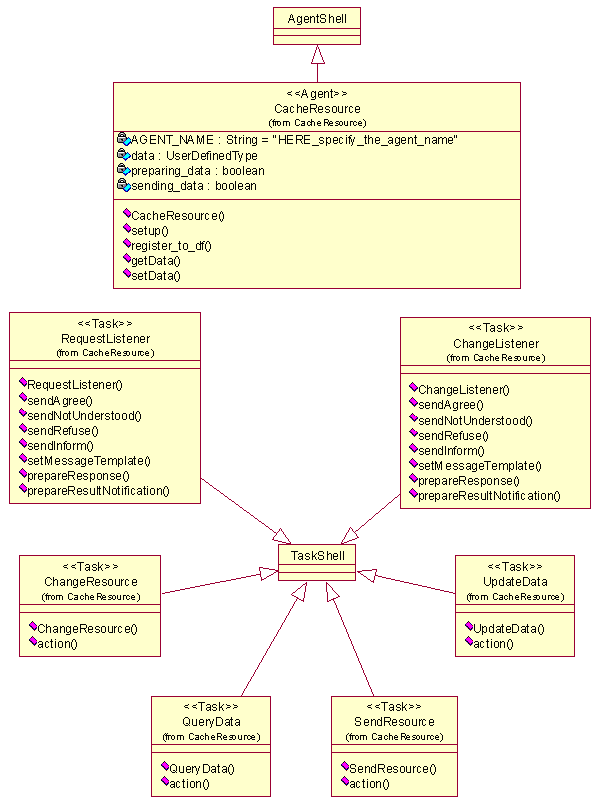 AgentShell
<<Agent>>
CacheResource
(from CacheResource)
AGENT_NAME : String = "HERE_specify_the_agent_name"
data : UserDefinedType
preparing_data : boolean
sending_data : boolean
CacheResource()
setup()
register_to_df()
getData()
setData()
<<Task>>
RequestListener
(from CacheResource)
RequestListener()
sendAgree()
sendNotUnderstood()
sendRefuse()
sendInform()
setMessageTemplate()
prepareResponse()
prepareResultNotification()
<<Task>>
ChangeListener
(from CacheResource)
ChangeListener()
sendAgree()
sendNotUnderstood()
sendRefuse()
sendInform()
setMessageTemplate()
prepareResponse()
prepareResultNotification()
TaskShell
<<Task>>
ChangeResource
(from CacheResource)
ChangeResource()
action()
<<Task>>
UpdateData
(from CacheResource)
UpdateData()
action()
<<Task>>
QueryData
(from CacheResource)
QueryData()
action()
<<Task>>
SendResource
(from CacheResource)
SendResource()
action()